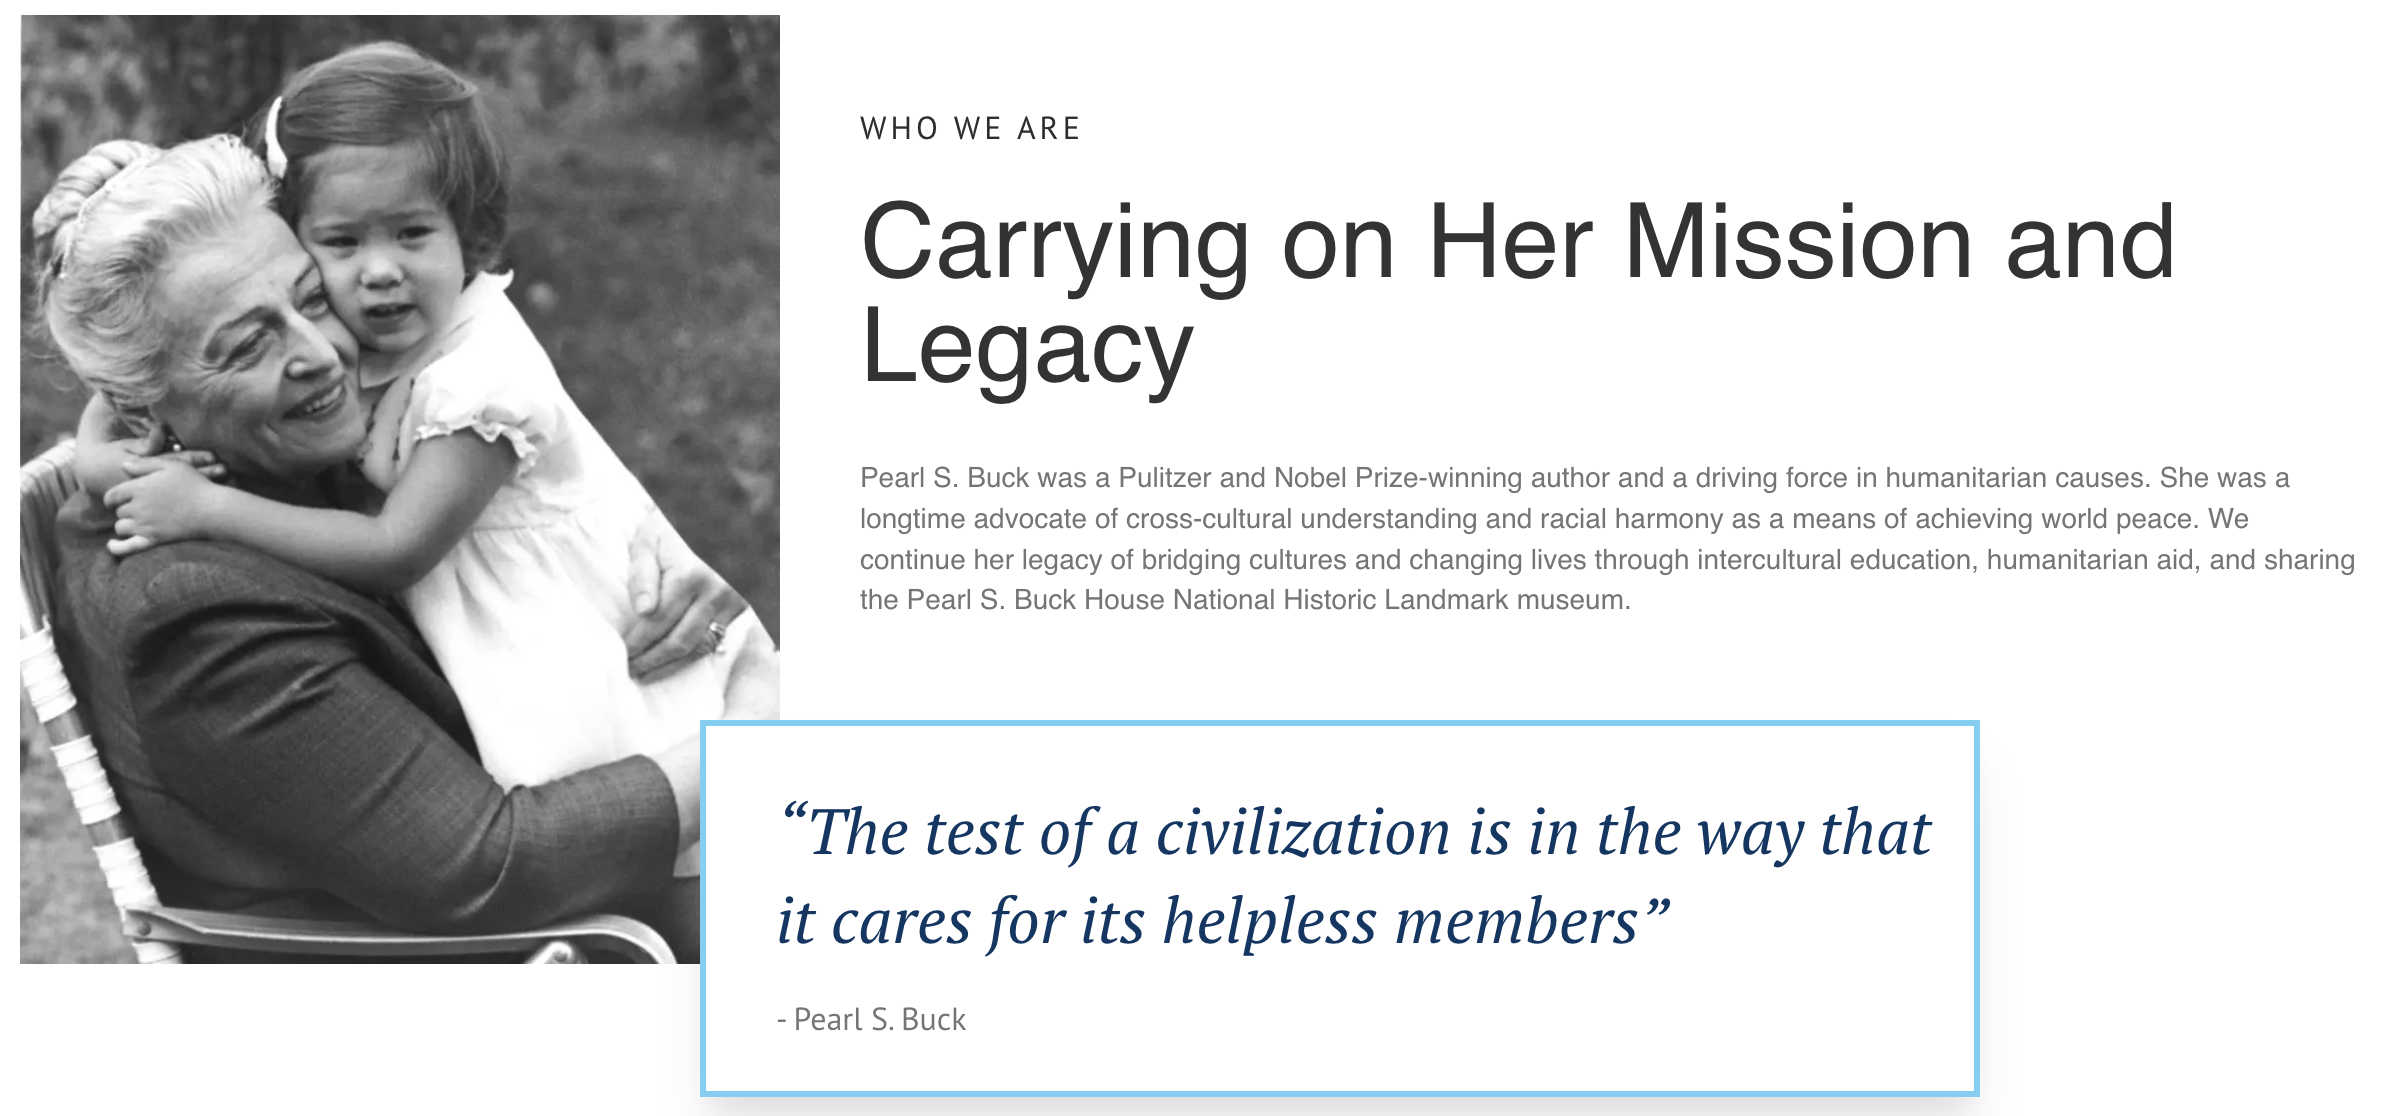 WHO WE ARE
Carrying on Her Mission and
Legacy
Pearl S. Buck was a Pulitzer and Nobel Prize-winning author and a driving force in humanitarian causes. She was a
longtime advocate of cross-cultural understanding and racial harmony as a means of achieving world peace. We
continue her legacy of bridging cultures and changing lives through intercultural education, humanitarian aid, and sharing
the Pearl S. Buck House National Historic Landmark museum.
“The test of a civilization is in the way that
it cares for its helpless members”
- Pearl S. Buck